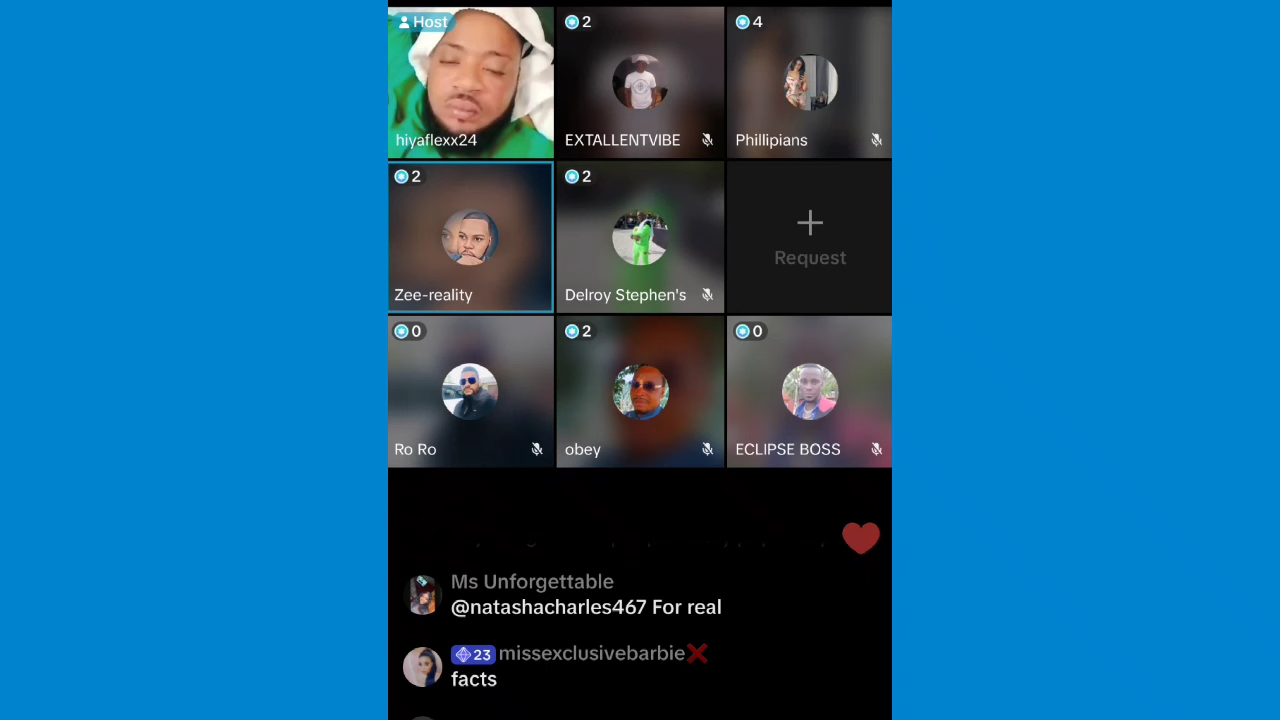 Host
2
4
hiyaflexx24
EXTALLENTVIBE
Phillipians
2
2
Zee-reality
Delroy Stephen's
Request
0
2
0
Ro Ro
obey
ECLIPSE BOSS
Ms Unforgettable
@natashacharles467 For real
23 missexclusivebarbie❌
facts